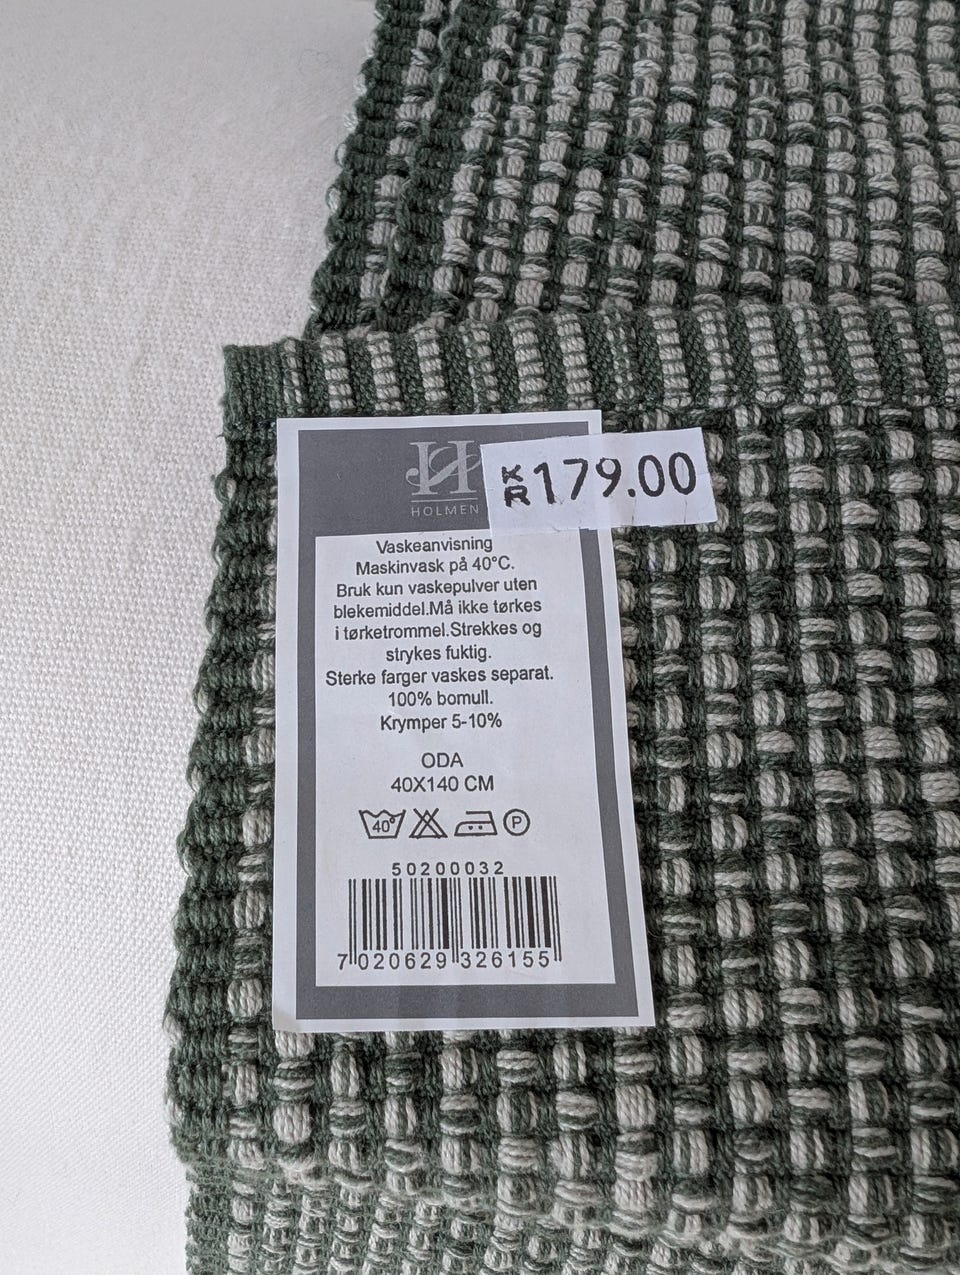 HOLMEN
KR179.00
Vaskeanvisning
Maskinvask på 40°C.
Bruk kun vaskepulver uten
blekemiddel.Må ikke tørkes
i tørketrommel.Strekkes og
strykes fuktig.
Sterke farger vaskes separat.
100% bomull.
Krymper 5-10%
ODA
40X140 CM
40° P
50200032
7 020629 326155